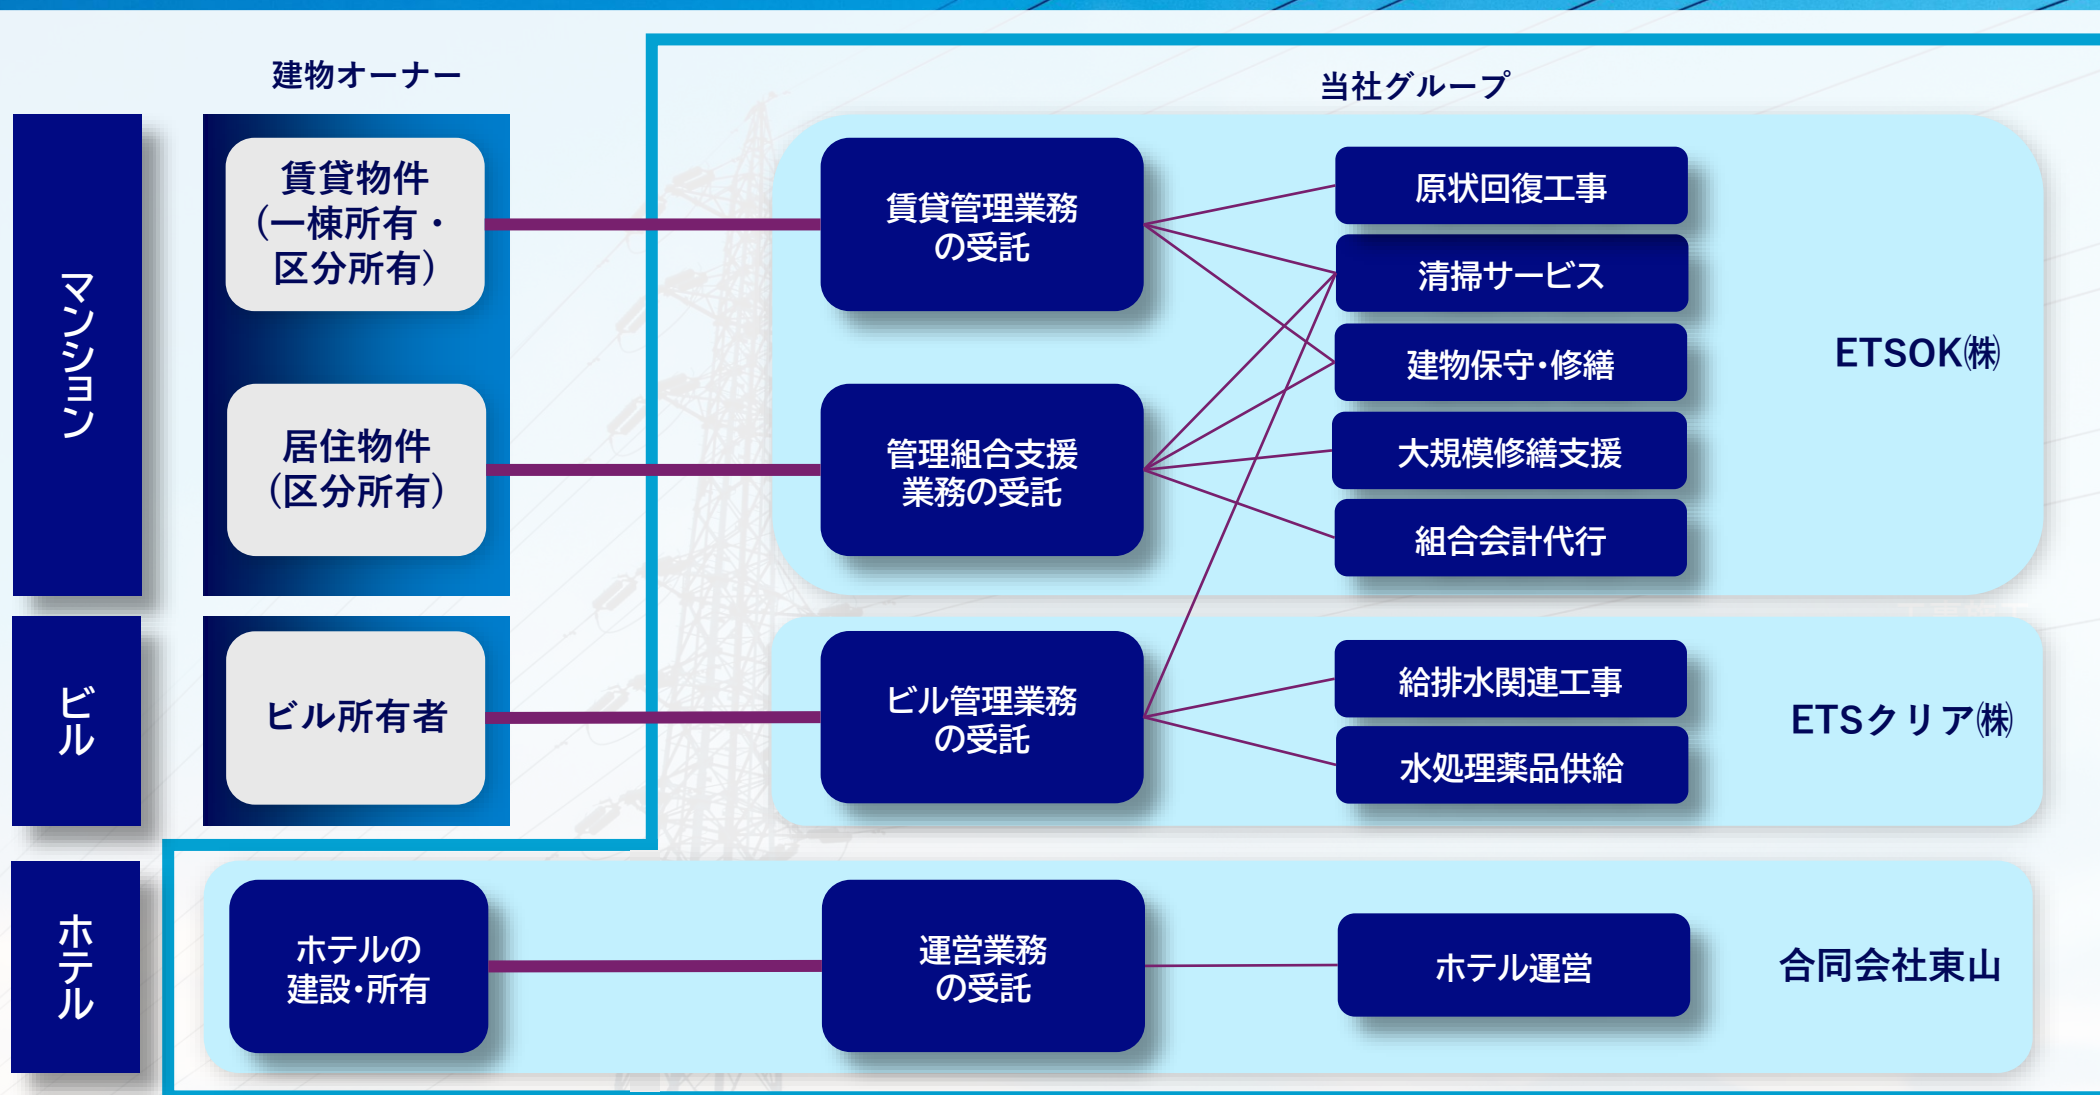 建物オーナー
当社グループ
マンション
賃貸物件
（一棟所有・
区分所有）
賃貸管理業務
の受託
原状回復工事
清掃サービス
建物保守・修繕
ETSOK㈱
居住物件
（区分所有）
管理組合支援
業務の受託
大規模修繕支援
組合会計代行
ビル
ビル所有者
ビル管理業務
の受託
給排水関連工事
水処理薬品供給
ETSクリア㈱
ホテル
ホテルの
建設・所有
運営業務
の受託
ホテル運営
合同会社東山